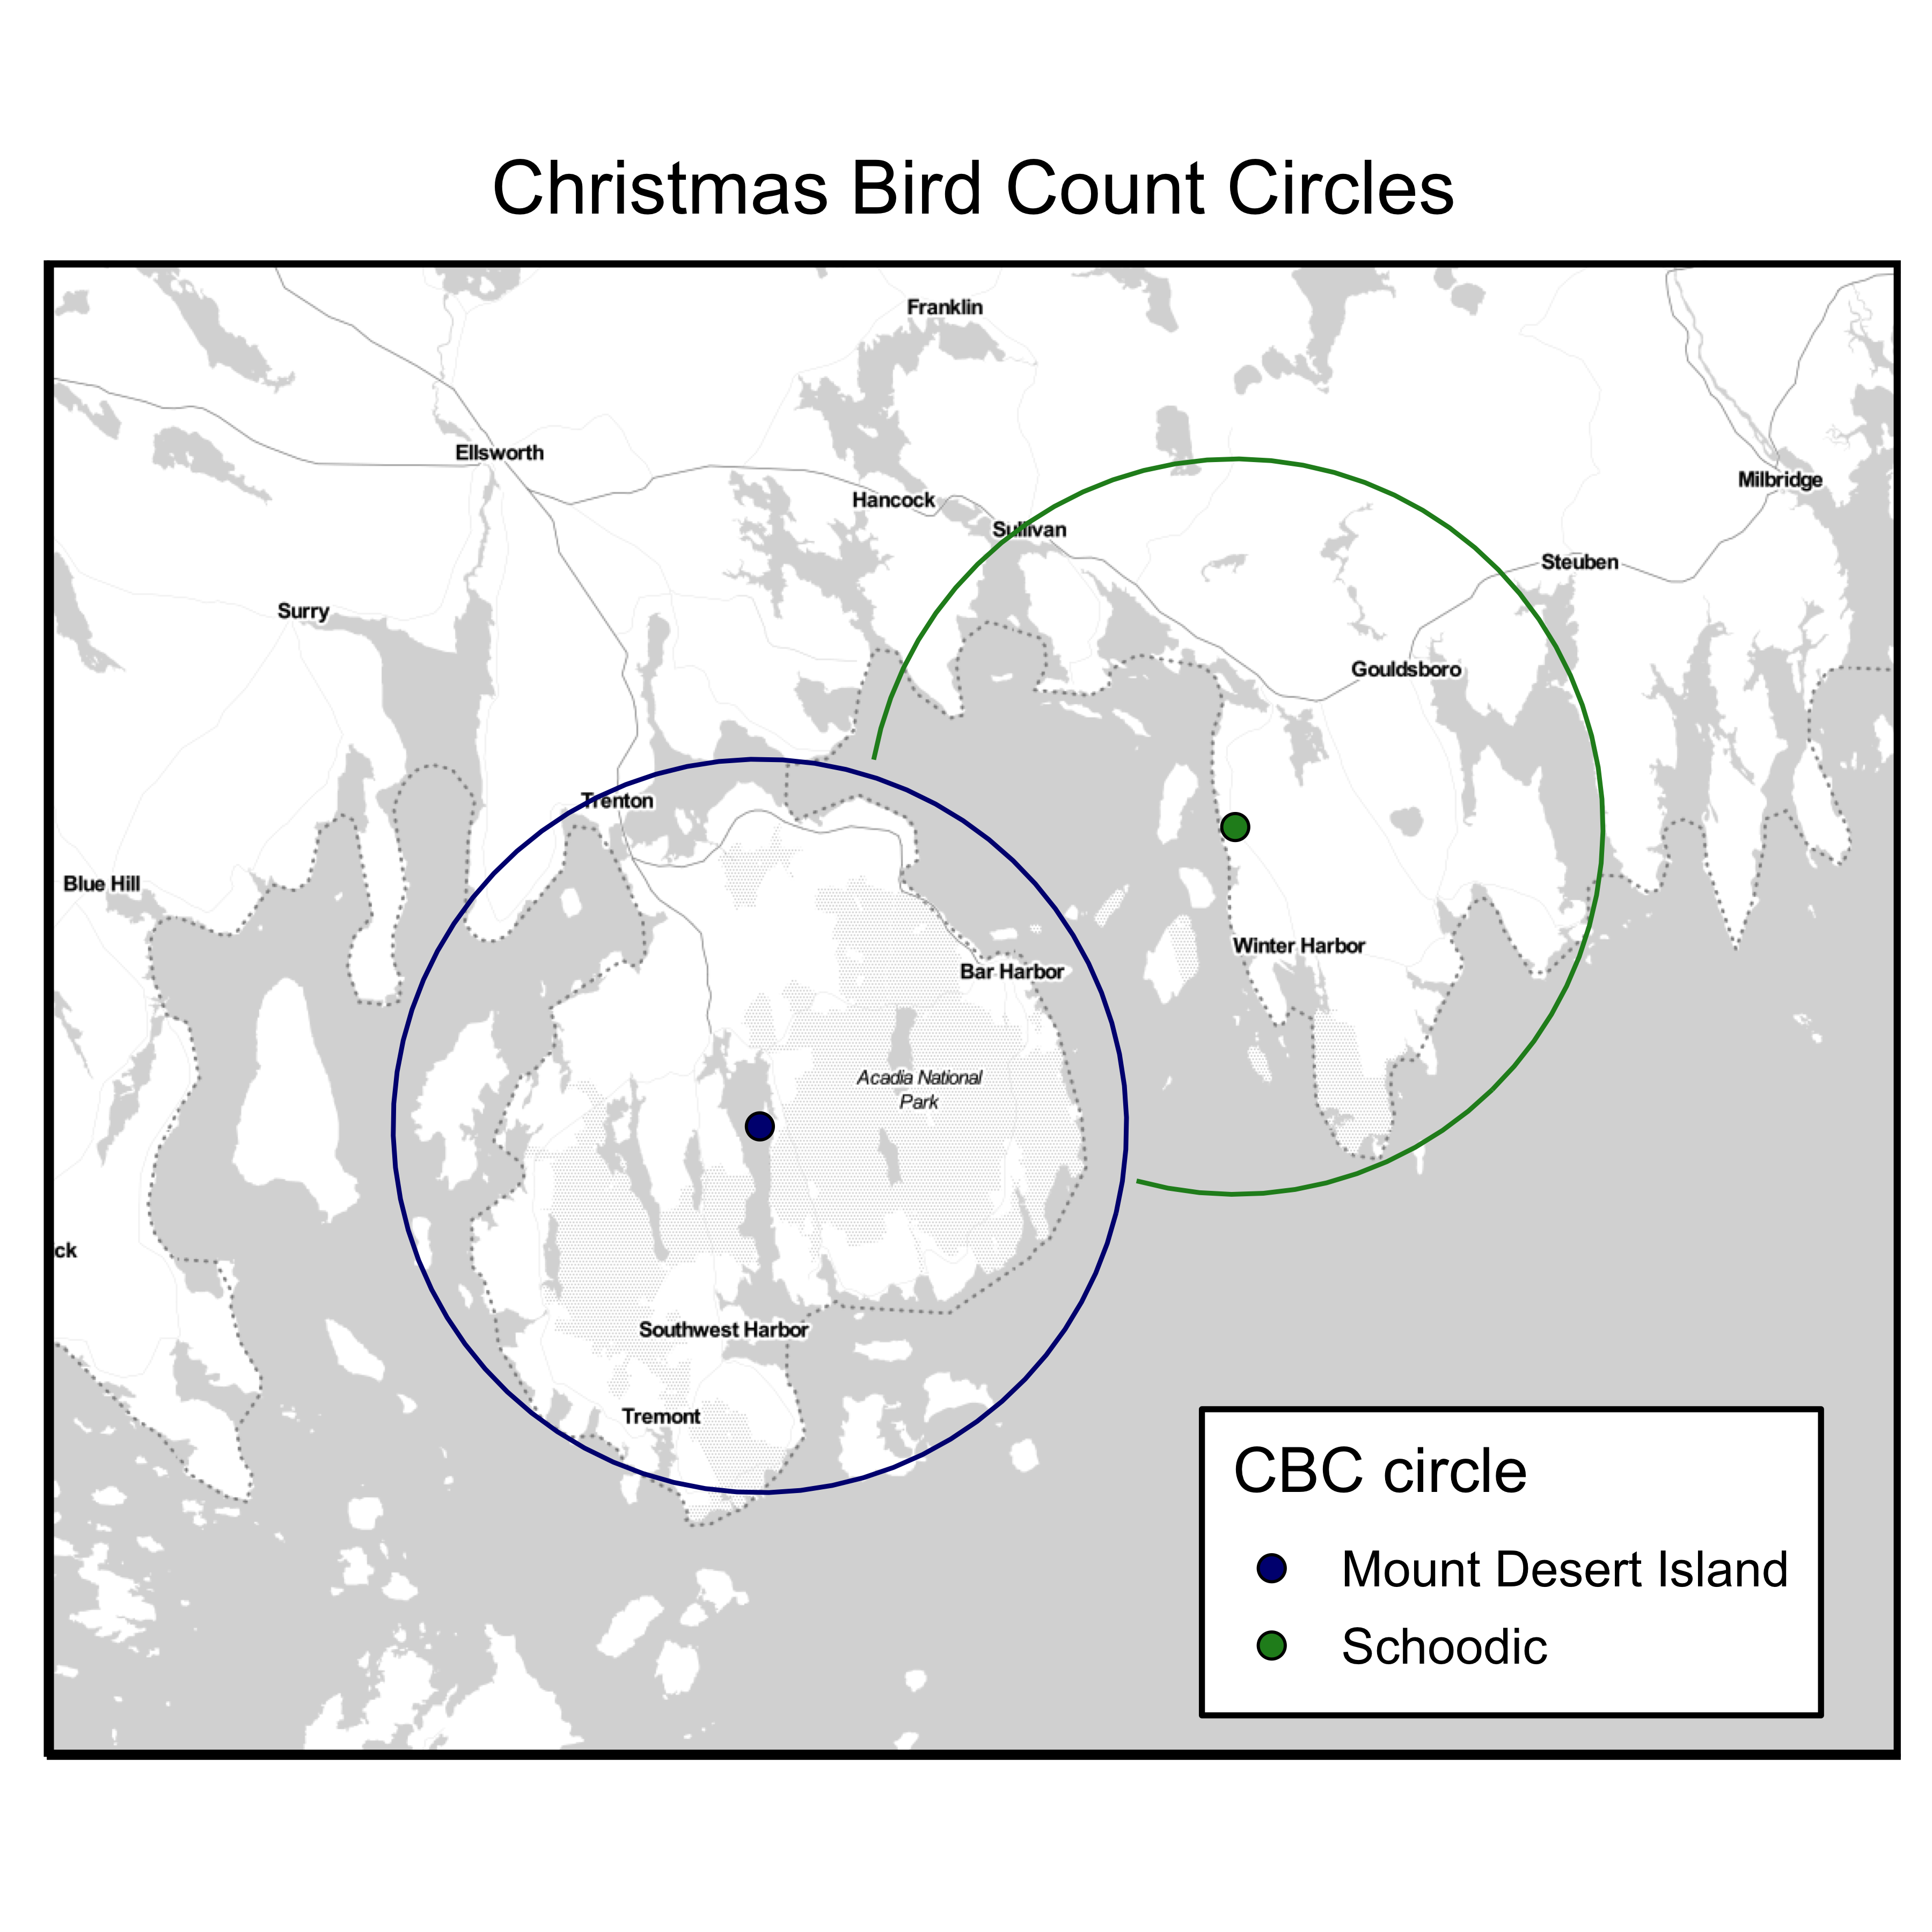 Christmas Bird Count Circles
Franklin
Ellsworth
Milbridge
Hancock
Sullivan
Steuben
Surry
Gouldsboro
Trenton
Blue Hill
Winter Harbor
Bar Harbor
Acadia National
Park
ck
Southwest Harbor
Tremont
CBC circle
Mount Desert Island
Schoodic